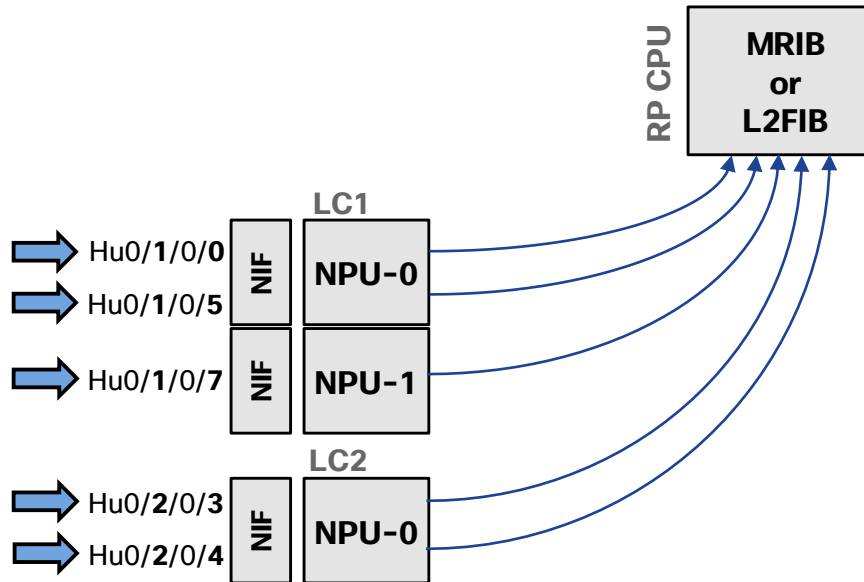 RP CPU
MRIB
or
L2FIB
LC1
Hu0/1/0/0
Hu0/1/0/5
NIF
NPU-0
Hu0/1/0/7
NIF
NPU-1
LC2
Hu0/2/0/3
Hu0/2/0/4
NIF
NPU-0